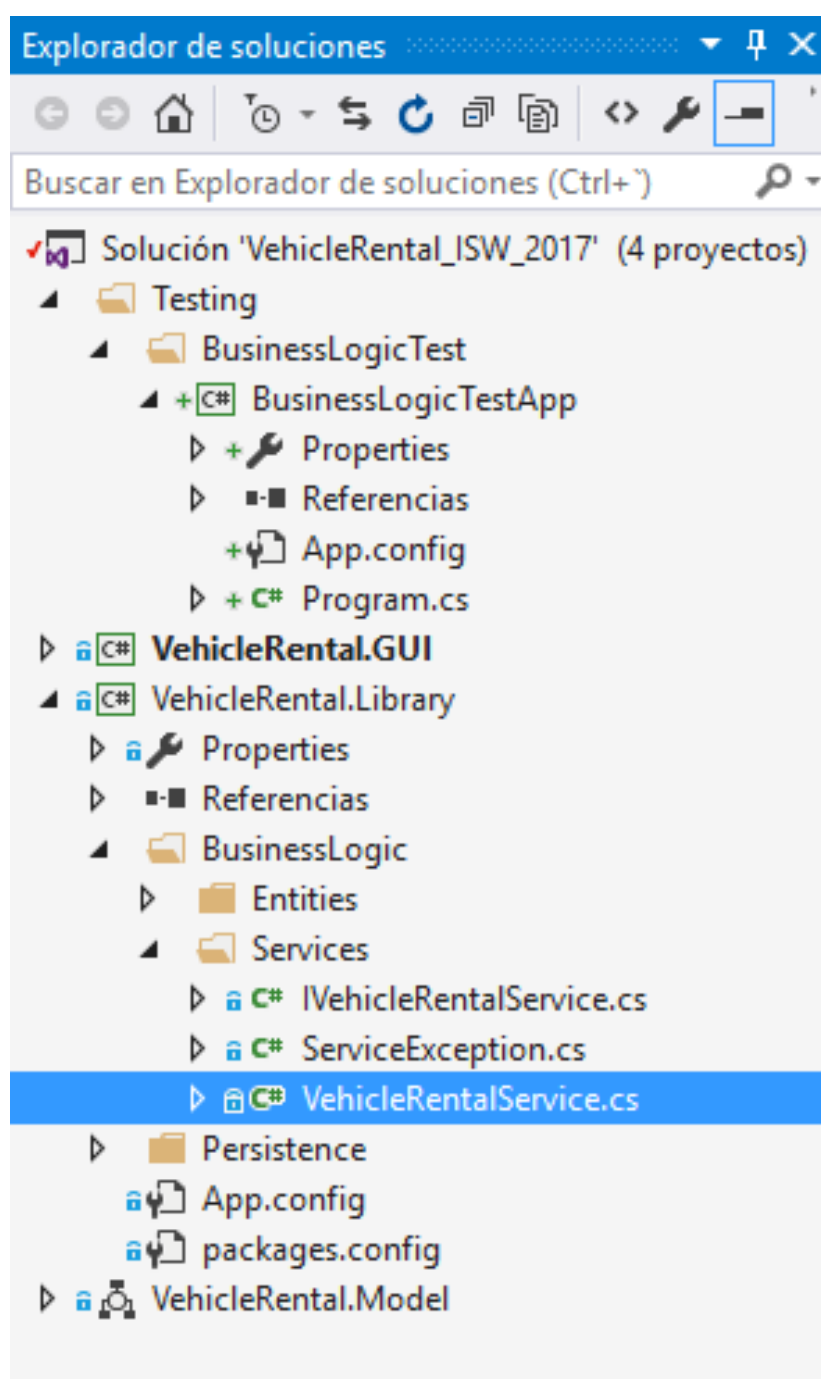 Explorador de soluciones
Buscar en Explorador de soluciones (Ctrl+`)
Solución 'VehicleRental_ISW_2017' (4 proyectos)
Testing
BusinessLogicTest
C# BusinessLogicTestApp
Properties
Referencias
App.config
C# Program.cs
C# VehicleRental.GUI
C# VehicleRental.Library
Properties
Referencias
BusinessLogic
Entities
Services
C# IVehicleRentalService.cs
C# ServiceException.cs
C# VehicleRentalService.cs
Persistence
App.config
packages.config
VehicleRental.Model